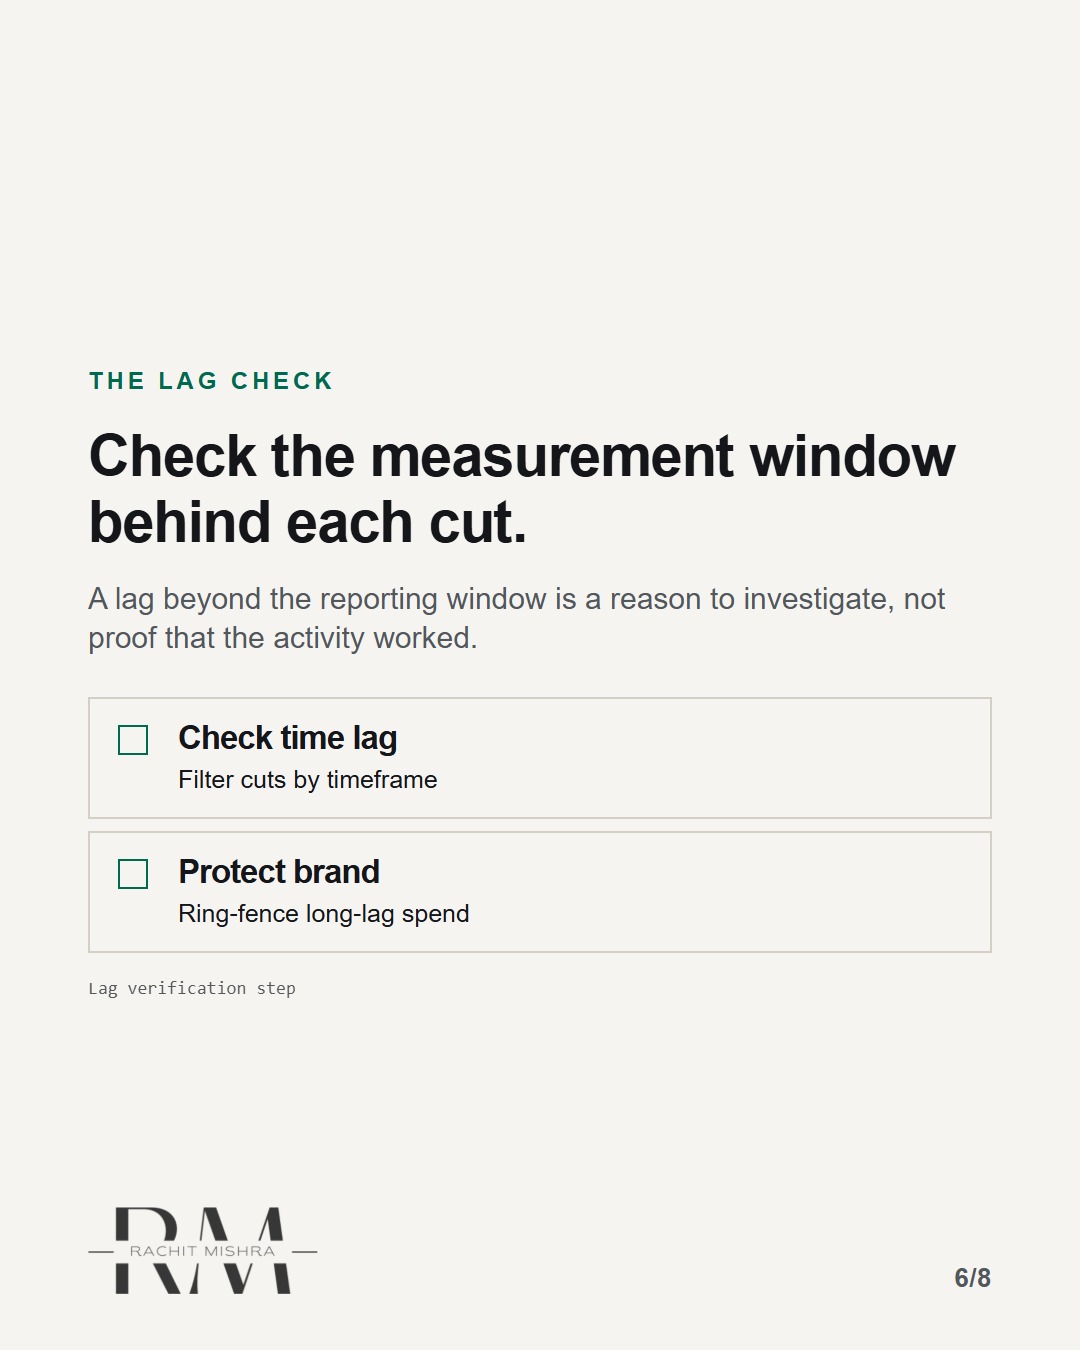 THE LAG CHECK
Check the measurement window
behind each cut.
A lag beyond the reporting window is a reason to investigate, not
proof that the activity worked.
Check time lag
Filter cuts by timeframe
Protect brand
Ring-fence long-lag spend
Lag verification step
RM
RACHIT MISHRA
6/8